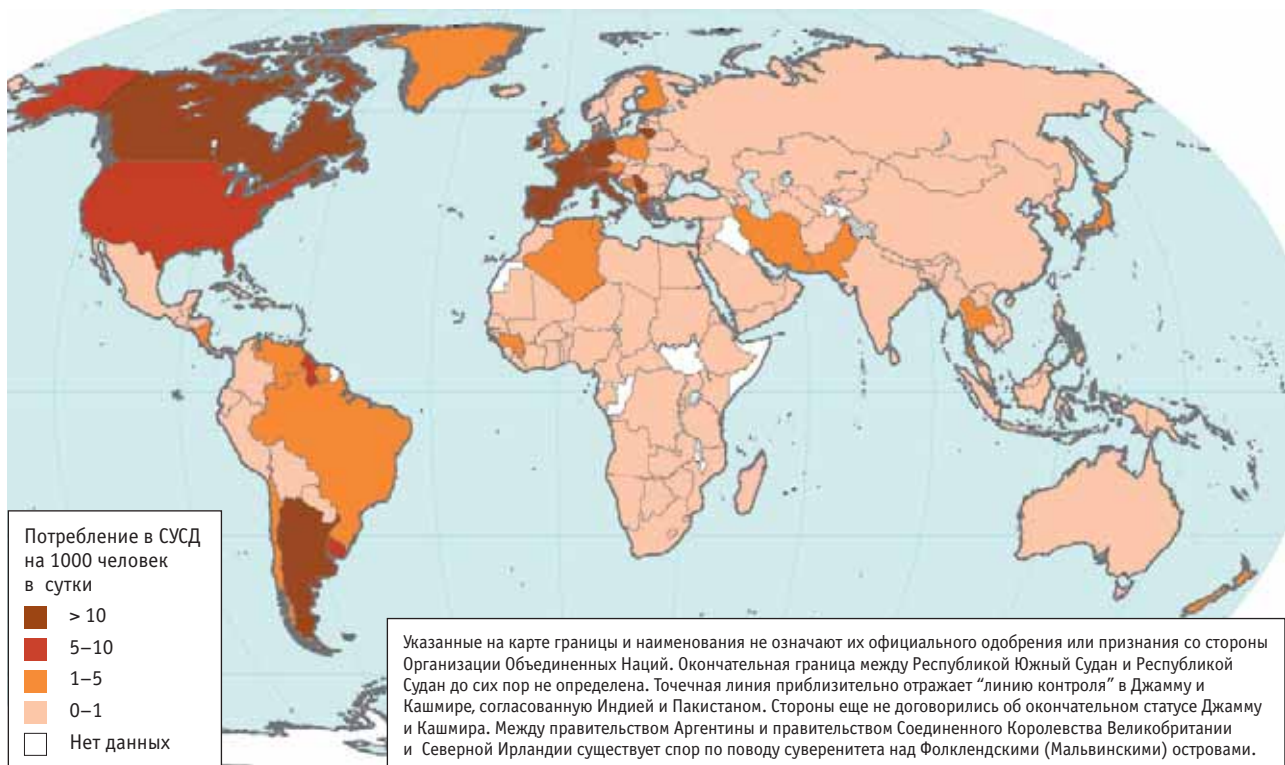 Потребление в СУСД
на 1000 человек
в сутки
> 10
5–10
1–5
0–1
Нет данных
Указанные на карте границы и наименования не означают их официального одобрения или признания со стороны
Организации Объединенных Наций. Окончательная граница между Республикой Южный Судан и Республикой
Судан до сих пор не определена. Точечная линия приблизительно отражает “линию контроля” в Джамму и
Кашмире, согласованную Индией и Пакистаном. Стороны еще не договорились об окончательном статусе Джамму
и Кашмира. Между правительством Аргентины и правительством Соединенного Королевства Великобритании
и Северной Ирландии существует спор по поводу суверенитета над Фолклендскими (Мальвинскими) островами.